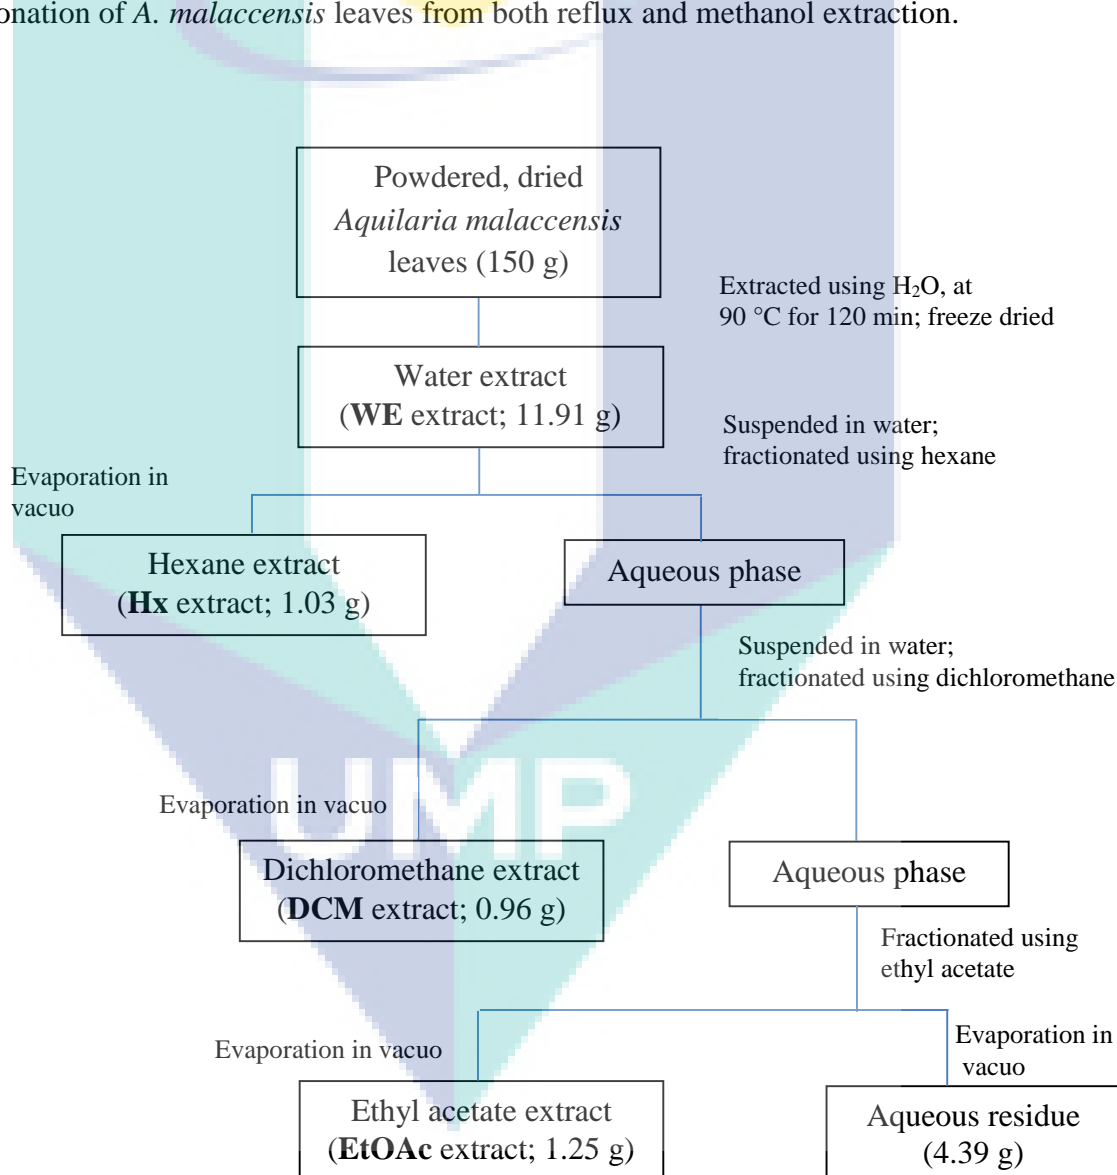 onation of A. malaccensis leaves from both reflux and methanol extraction.
Powdered, dried
Aquilaria malaccensis
leaves (150 g)
Extracted using H₂O, at
90 °C for 120 min; freeze dried
Water extract
(WE extract; 11.91 g)
Suspended in water;
fractionated using hexane
Evaporation in
vacuo
Hexane extract
(Hx extract; 1.03 g)
Aqueous phase
Suspended in water;
fractionated using dichloromethane
UMP
Evaporation in vacuo
Dichloromethane extract
(DCM extract; 0.96 g)
Aqueous phase
Fractionated using
ethyl acetate
Evaporation in vacuo
Evaporation in
vacuo
Ethyl acetate extract
(EtOAc extract; 1.25 g)
Aqueous residue
(4.39 g)